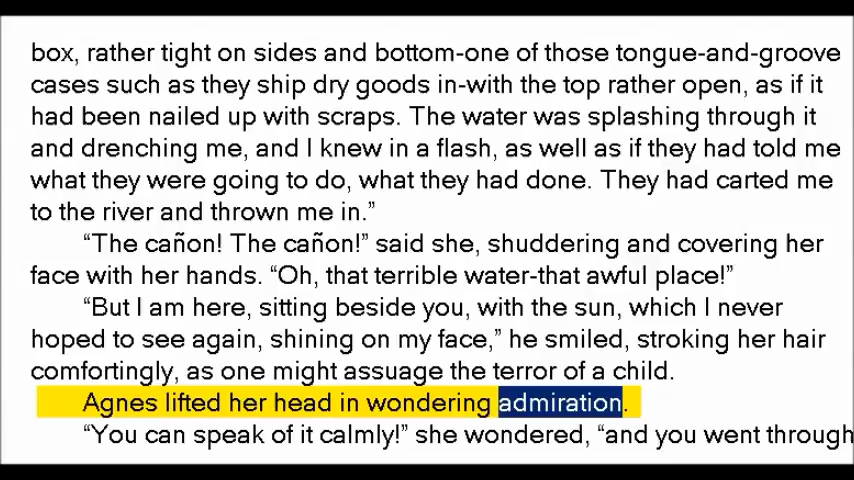 box, rather tight on sides and bottom-one of those tongue-and-groove
cases such as they ship dry goods in-with the top rather open, as if it
had been nailed up with scraps. The water was splashing through it
and drenching me, and I knew in a flash, as well as if they had told me
what they were going to do, what they had done. They had carted me
to the river and thrown me in.”
“The cañon! The cañon!” said she, shuddering and covering her
face with her hands. “Oh, that terrible water-that awful place!”
“But I am here, sitting beside you, with the sun, which I never
hoped to see again, shining on my face,” he smiled, stroking her hair
comfortingly, as one might assuage the terror of a child.
Agnes lifted her head in wondering admiration.
“You can speak of it calmly!” she wondered, “and you went through